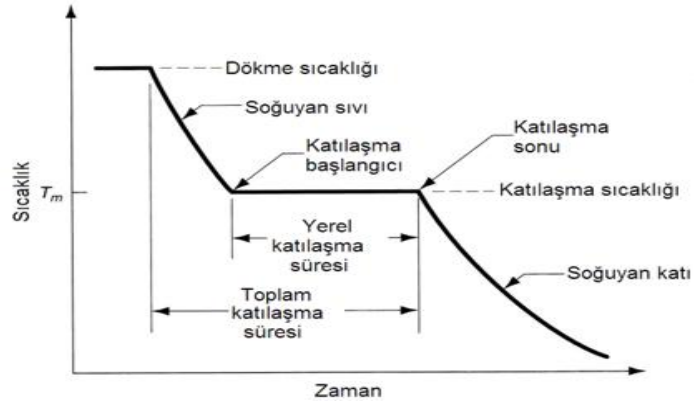 Dökme sıcaklığı
Soğuyan sıvı
Katılaşma
başlangıcı
Katılaşma
sonu
Sıcaklık
Tm
Katılaşma sıcaklığı
Yerel
katılaşma
süresi
Soğuyan katı
Toplam
katılaşma
süresi
Zaman